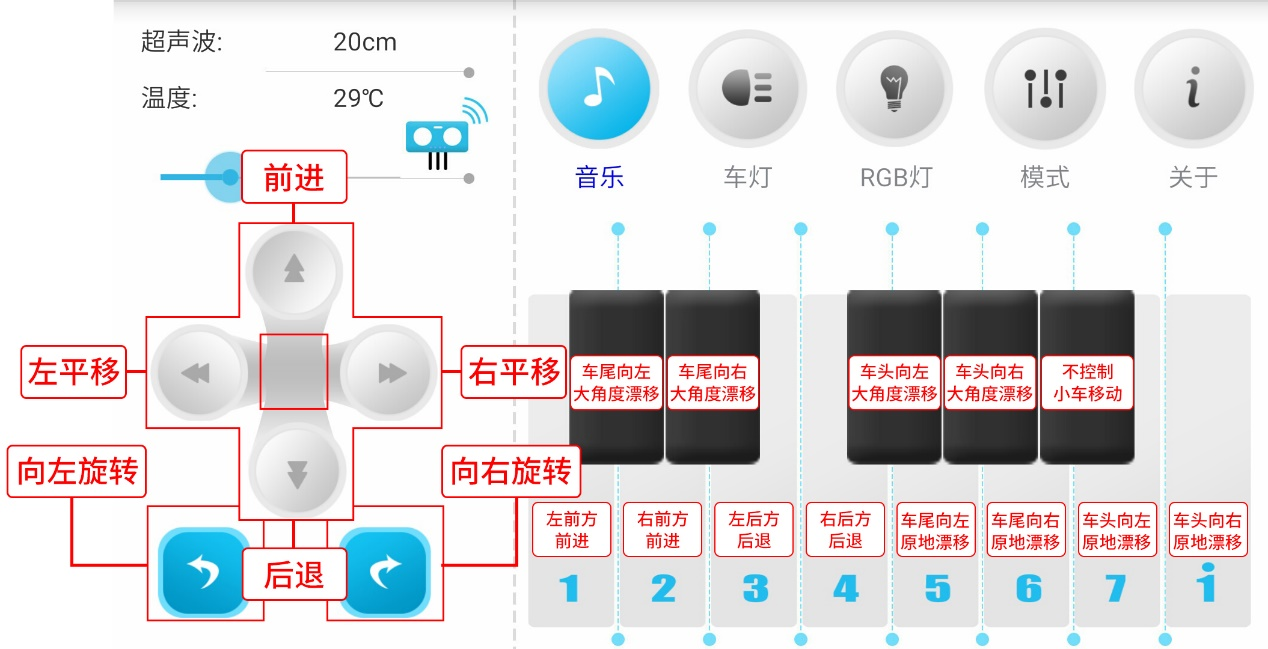 超声波: 20cm
温度: 29℃
前进
左平移
右平移
向左旋转
向右旋转
后退
音乐
车灯
RGB灯
模式
i
关于
车尾向左
大角度漂移
车尾向右
大角度漂移
车头向左
大角度漂移
车头向右
大角度漂移
不控制
小车移动
左前方
前进
右前方
前进
左后方
后退
右后方
后退
车尾向左
原地漂移
车尾向右
原地漂移
车头向左
原地漂移
车头向右
原地漂移
1
2
3
4
5
6
7
i